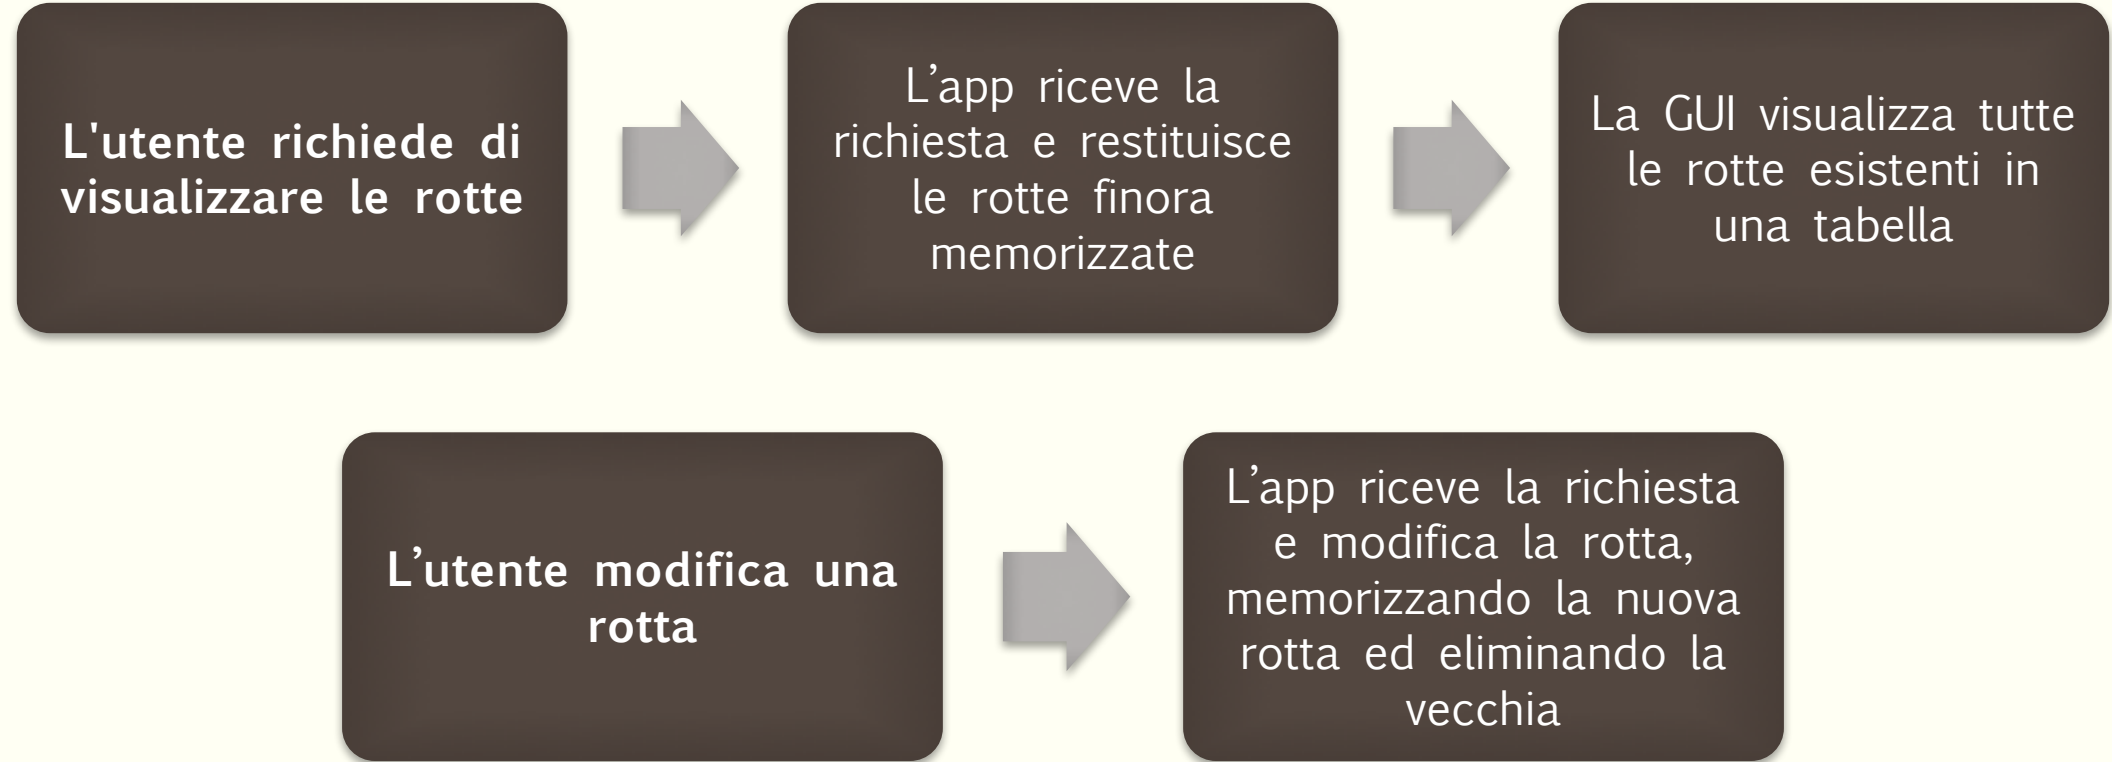 L'utente richiede di
visualizzare le rotte
L’app riceve la
richiesta e restituisce
le rotte finora
memorizzate
La GUI visualizza tutte
le rotte esistenti in
una tabella
L’utente modifica una
rotta
L’app riceve la richiesta
e modifica la rotta,
memorizzando la nuova
rotta ed eliminando la
vecchia